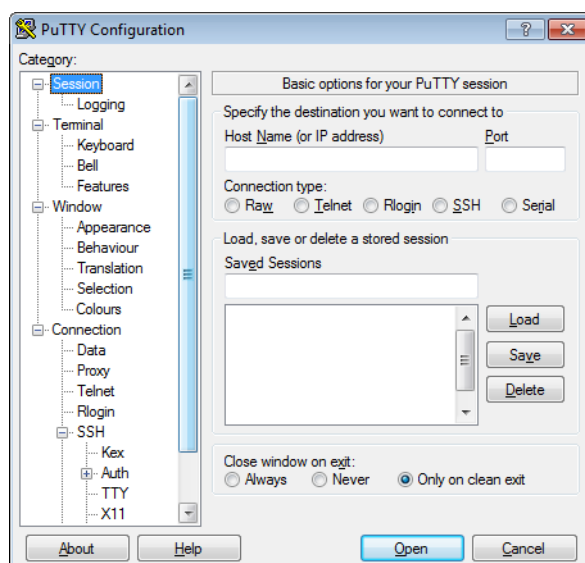 PuTTY Configuration
Category:
Session
Logging
Terminal
Keyboard
Bell
Features
Window
Appearance
Behaviour
Translation
Selection
Colours
Connection
Data
Proxy
Telnet
Rlogin
SSH
Kex
Auth
TTY
X11
Basic options for your PuTTY session
Specify the destination you want to connect to
Host Name (or IP address) Port
Connection type:
Raw Telnet Rlogin SSH Serial
Load, save or delete a stored session
Saved Sessions
Load
Save
Delete
Close window on exit:
Always Never Only on clean exit
About Help Open Cancel